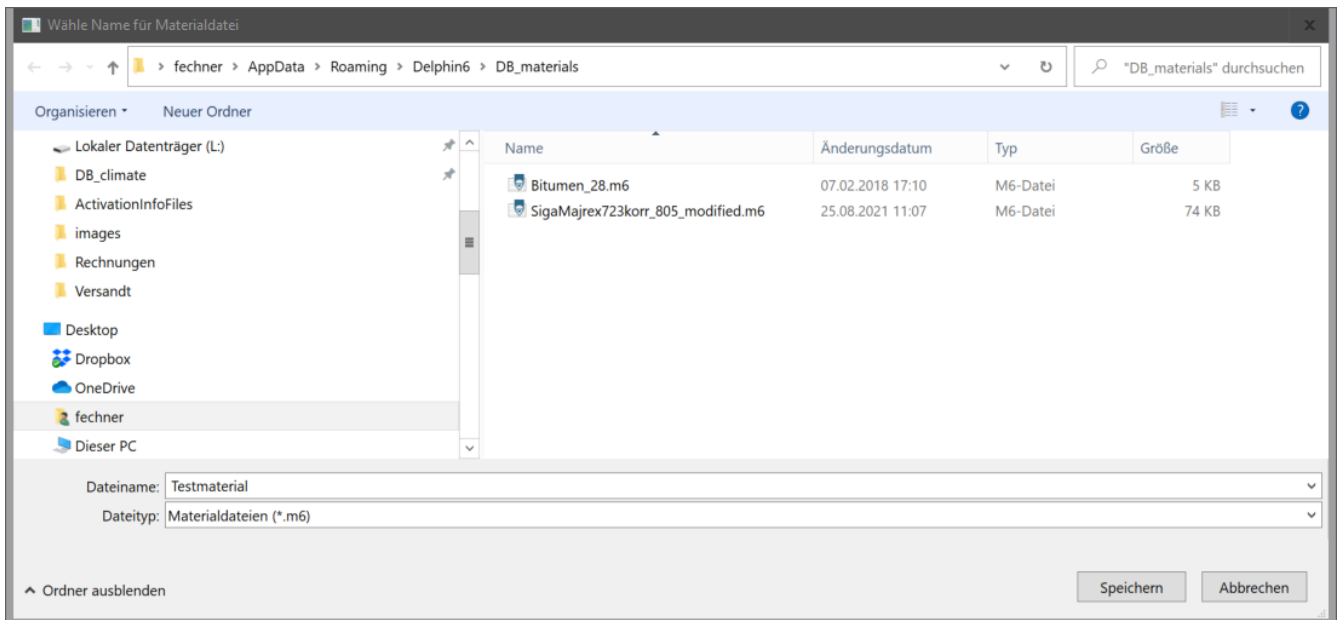 Wähle Name für Materialdatei
fechner > AppData > Roaming > Delphin6 > DB_materials
"DB_materials" durchsuchen
Organisieren Neuer Ordner
Lokaler Datenträger (L:)
DB_climate
ActivationInfoFiles
images
Rechnungen
Versandt
Desktop
Dropbox
OneDrive
fechner
Dieser PC
Name Änderungsdatum Typ Größe
Bitumen_28.m6 07.02.2018 17:10 M6-Datei 5 KB
SigaMajrex723korr_805_modified.m6 25.08.2021 11:07 M6-Datei 74 KB
Dateiname: Testmaterial
Dateityp: Materialdateien (*.m6)
Ordner ausblenden
Speichern Abbrechen